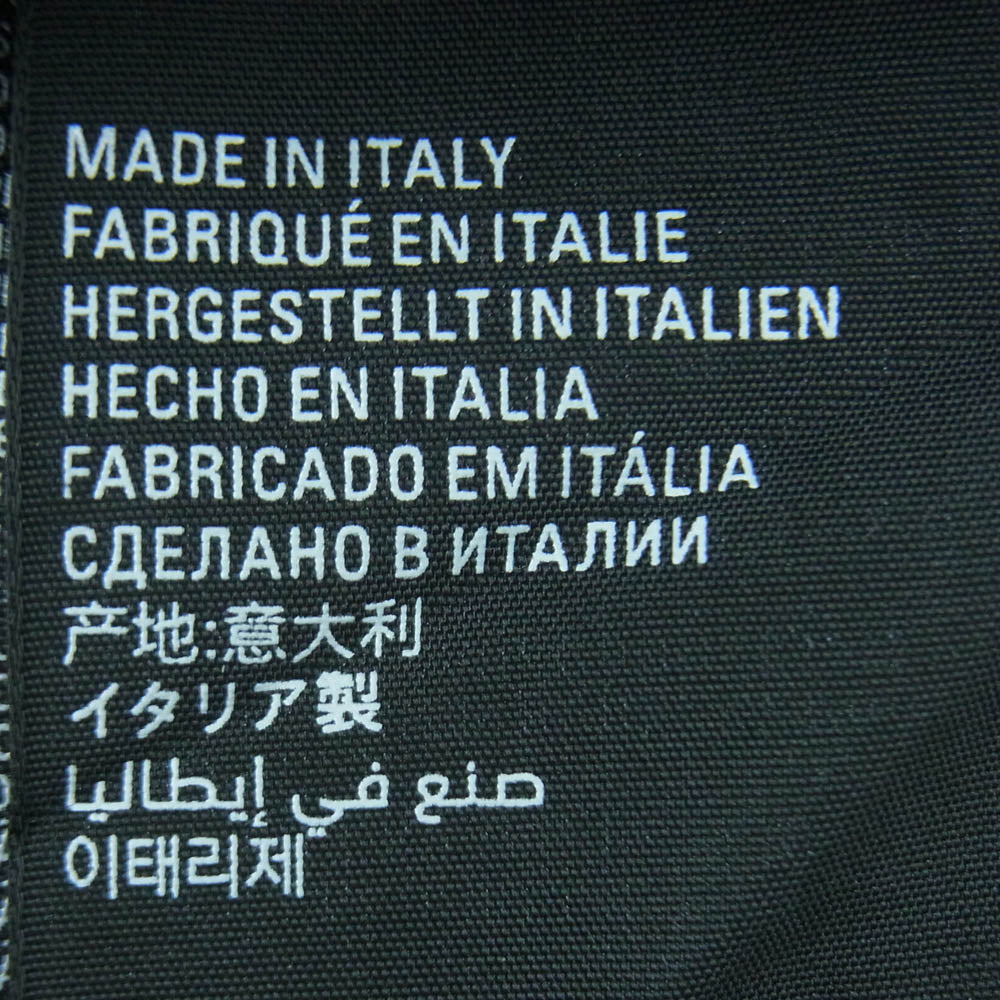 MADE IN ITALY
FABRIQUÉ EN ITALIE
HERGESTELLT IN ITALIEN
HECHO EN ITALIA
FABRICADO EM ITÁLIA
СДЕЛАНО В ИТАЛИИ
产地:意大利
イタリア製
صنع في إيطاليا
이태리제